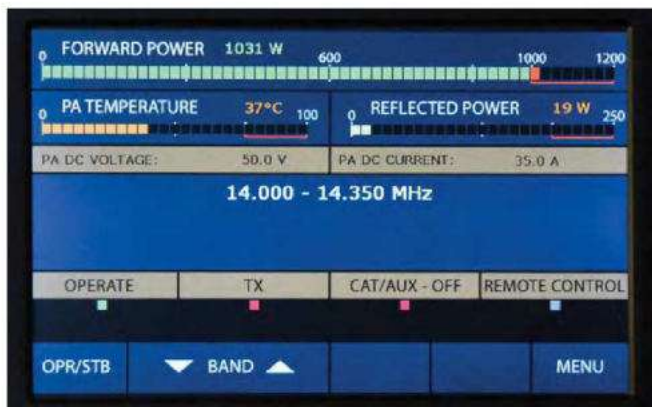 FORWARD POWER 1031 W
0 600 1000 1200
PA TEMPERATURE 37°C
0 100
REFLECTED POWER 19 W
0 250
PA DC VOLTAGE: 50.0 V
PA DC CURRENT: 35.0 A
14.000 - 14.350 MHz
OPERATE TX CAT/AUX - OFF REMOTE CONTROL
OPR/STB BAND MENU